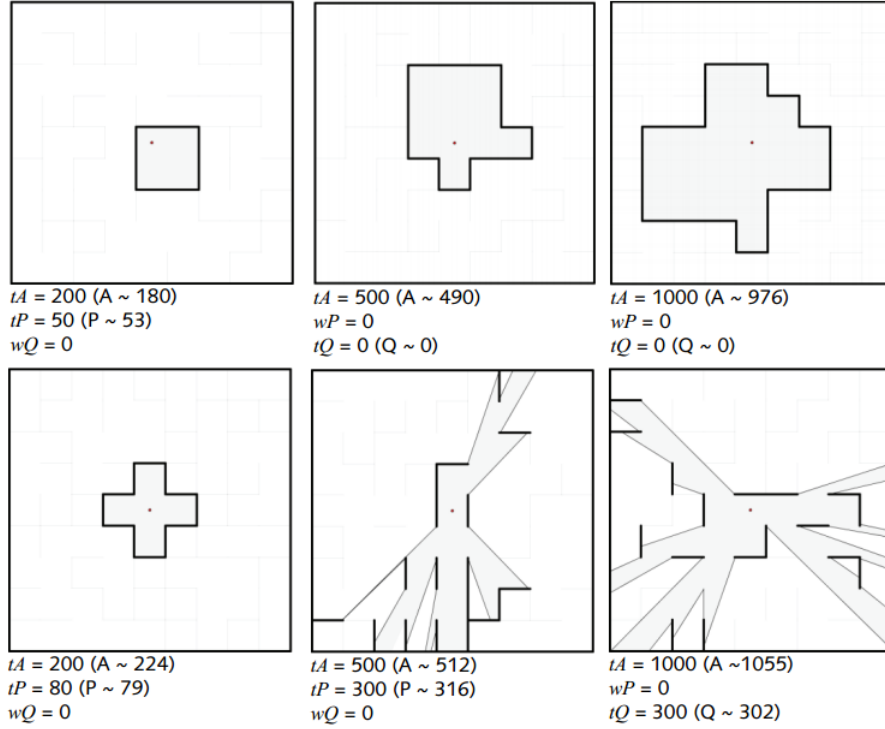 tA = 200 (A ~ 180)
tP = 50 (P ~ 53)
wQ = 0
tA = 500 (A ~ 490)
wP = 0
tQ = 0 (Q ~ 0)
tA = 1000 (A ~ 976)
wP = 0
tQ = 0 (Q ~ 0)
tA = 200 (A ~ 224)
tP = 80 (P ~ 79)
wQ = 0
tA = 500 (A ~ 512)
tP = 300 (P ~ 316)
wQ = 0
tA = 1000 (A ~1055)
wP = 0
tQ = 300 (Q ~ 302)